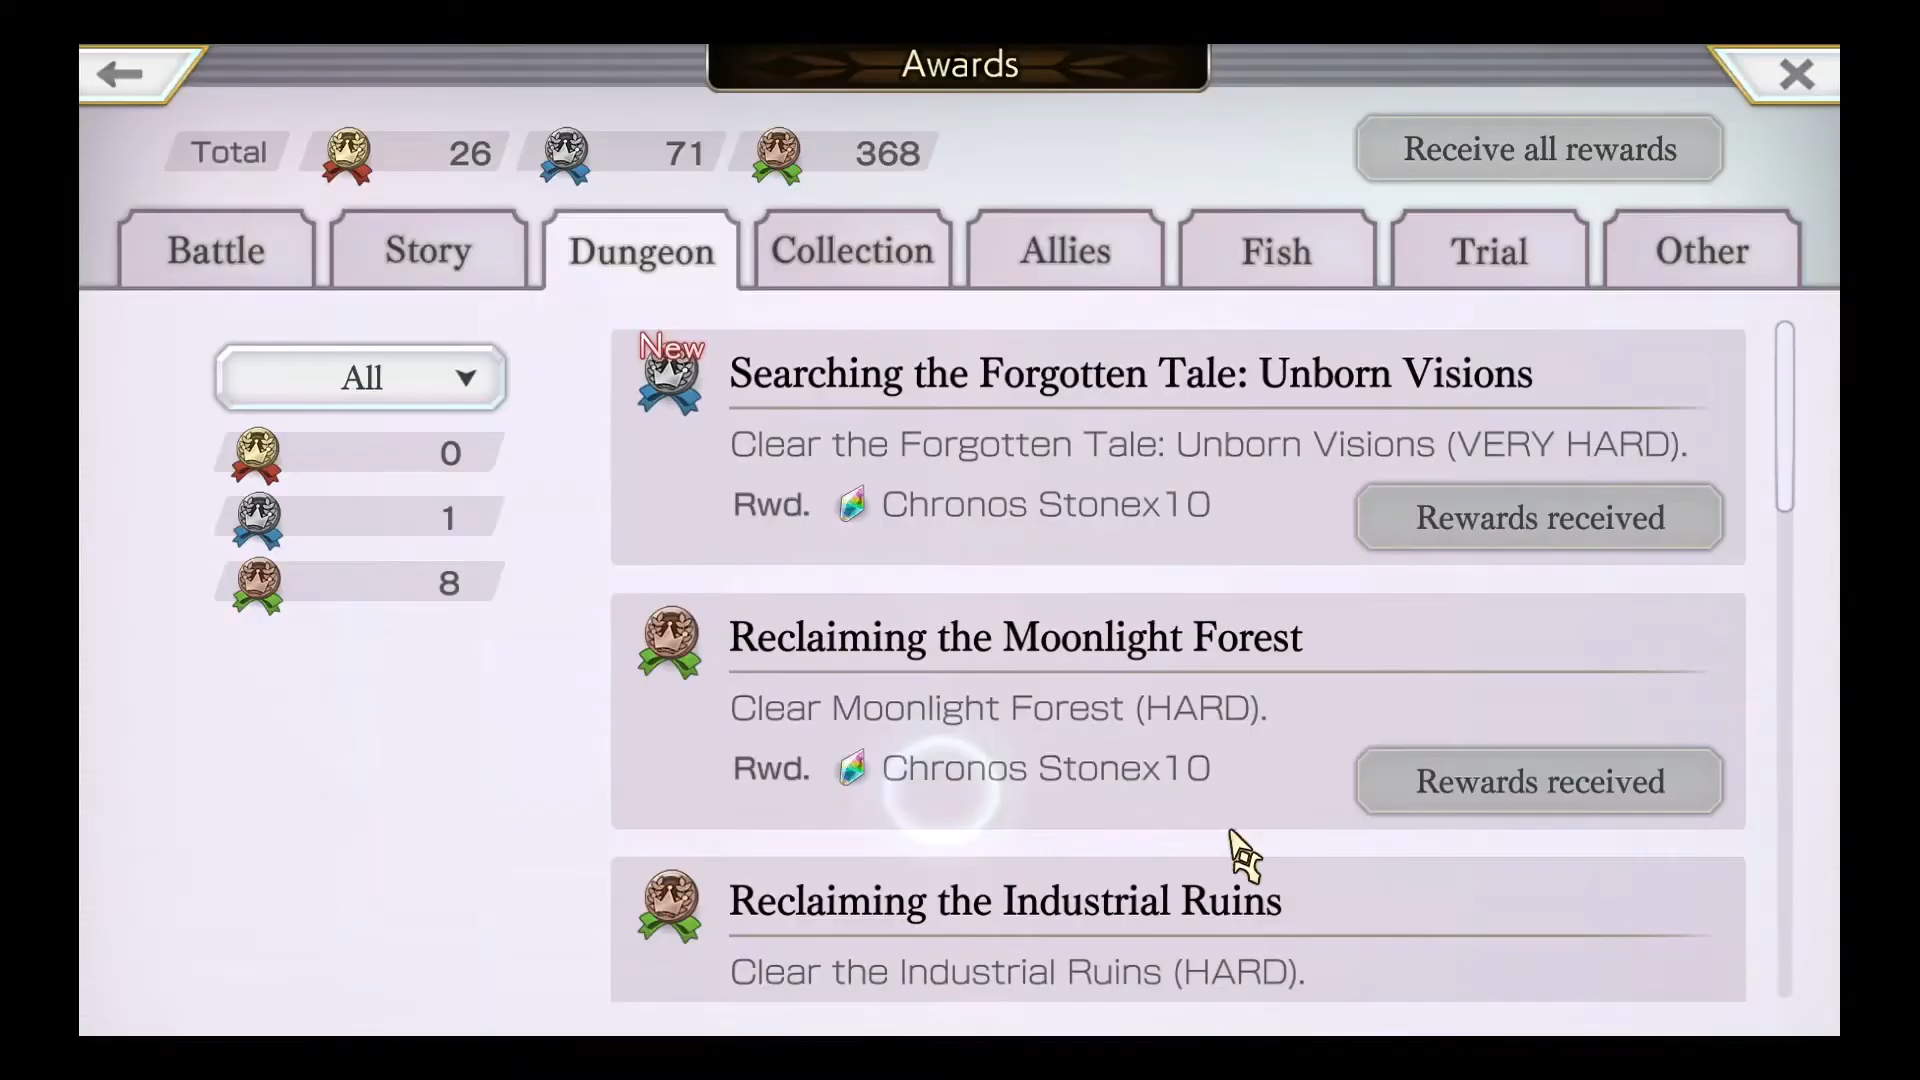 Awards
Total 26 71 368
Receive all rewards
Battle Story Dungeon Collection Allies Fish Trial Other
All
0
1
8
New
Searching the Forgotten Tale: Unborn Visions
Clear the Forgotten Tale: Unborn Visions (VERY HARD).
Rwd. Chronos Stonex10
Rewards received
Reclaiming the Moonlight Forest
Clear Moonlight Forest (HARD).
Rwd. Chronos Stonex10
Rewards received
Reclaiming the Industrial Ruins
Clear the Industrial Ruins (HARD).